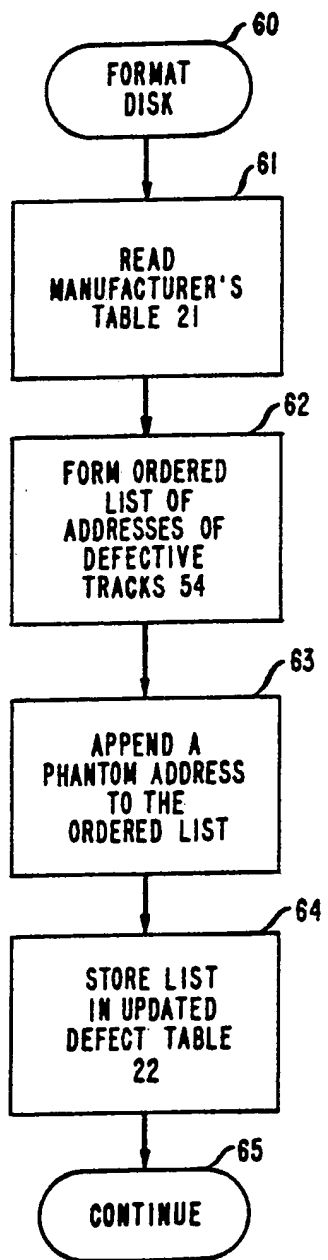 60
FORMAT
DISK
61
READ
MANUFACTURER'S
TABLE 21
62
FORM ORDERED
LIST OF
ADDRESSES OF
DEFECTIVE
TRACKS 54
63
APPEND A
PHANTOM ADDRESS
TO THE
ORDERED LIST
64
STORE LIST
IN UPDATED
DEFECT TABLE
22
65
CONTINUE